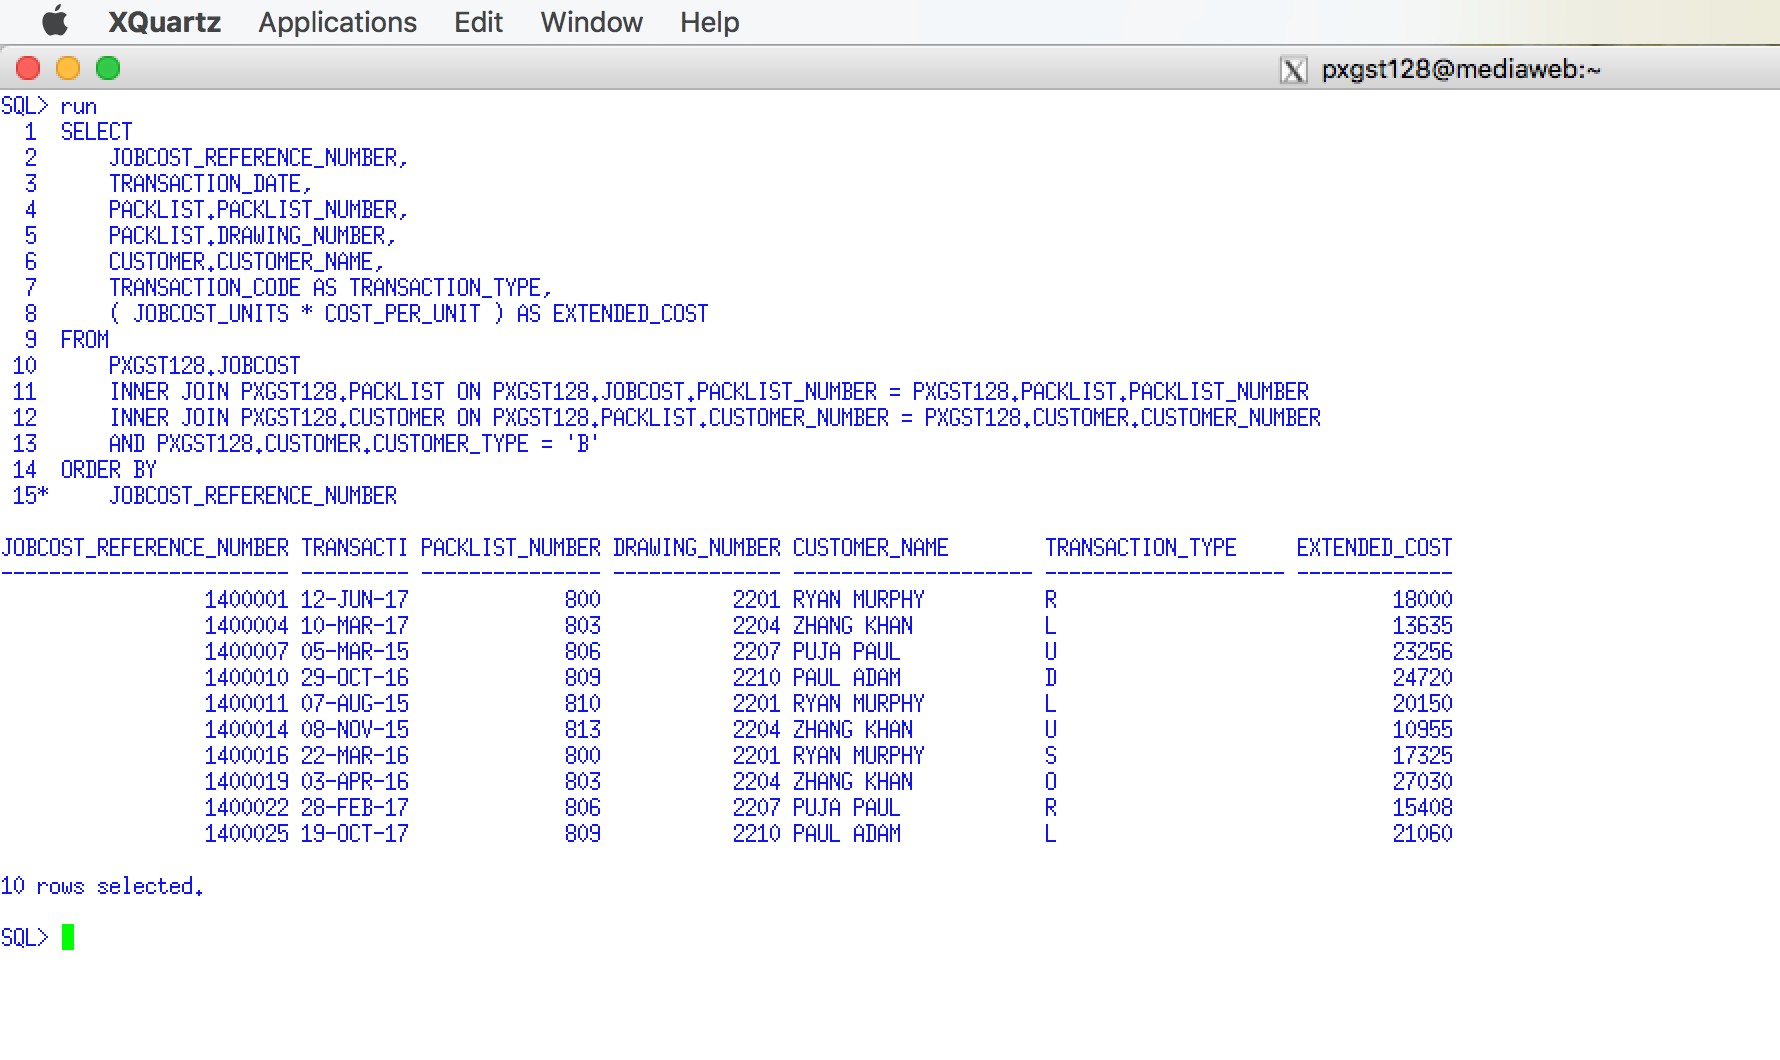 XQuartz Applications Edit Window Help
pxgst128@mediaweb:~
SQL> run
1 SELECT
2 JOBCOST_REFERENCE_NUMBER,
3 TRANSACTION_DATE,
4 PACKLIST.PACKLIST_NUMBER,
5 PACKLIST.DRAWING_NUMBER,
6 CUSTOMER.CUSTOMER_NAME,
7 TRANSACTION_CODE AS TRANSACTION_TYPE,
8 ( JOBCOST_UNITS * COST_PER_UNIT ) AS EXTENDED_COST
9 FROM
10 PXGST128.JOBCOST
11 INNER JOIN PXGST128.PACKLIST ON PXGST128.JOBCOST.PACKLIST_NUMBER = PXGST128.PACKLIST.PACKLIST_NUMBER
12 INNER JOIN PXGST128.CUSTOMER ON PXGST128.PACKLIST.CUSTOMER_NUMBER = PXGST128.CUSTOMER.CUSTOMER_NUMBER
13 AND PXGST128.CUSTOMER.CUSTOMER_TYPE = 'B'
14 ORDER BY
15* JOBCOST_REFERENCE_NUMBER
JOBCOST_REFERENCE_NUMBER TRANSACTI PACKLIST_NUMBER DRAWING_NUMBER CUSTOMER_NAME TRANSACTION_TYPE EXTENDED_COST
------------------------ --------- --------------- -------------- -------------------- -------------------- -------------
1400001 12-JUN-17 800 2201 RYAN MURPHY R 18000
1400004 10-MAR-17 803 2204 ZHANG KHAN L 13635
1400007 05-MAR-15 806 2207 PUJA PAUL U 23256
1400010 29-OCT-16 809 2210 PAUL ADAM D 24720
1400011 07-AUG-15 810 2201 RYAN MURPHY L 20150
1400014 08-NOV-15 813 2204 ZHANG KHAN U 10955
1400016 22-MAR-16 800 2201 RYAN MURPHY S 17325
1400019 03-APR-16 803 2204 ZHANG KHAN O 27030
1400022 28-FEB-17 806 2207 PUJA PAUL R 15408
1400025 19-OCT-17 809 2210 PAUL ADAM L 21060
10 rows selected.
SQL>